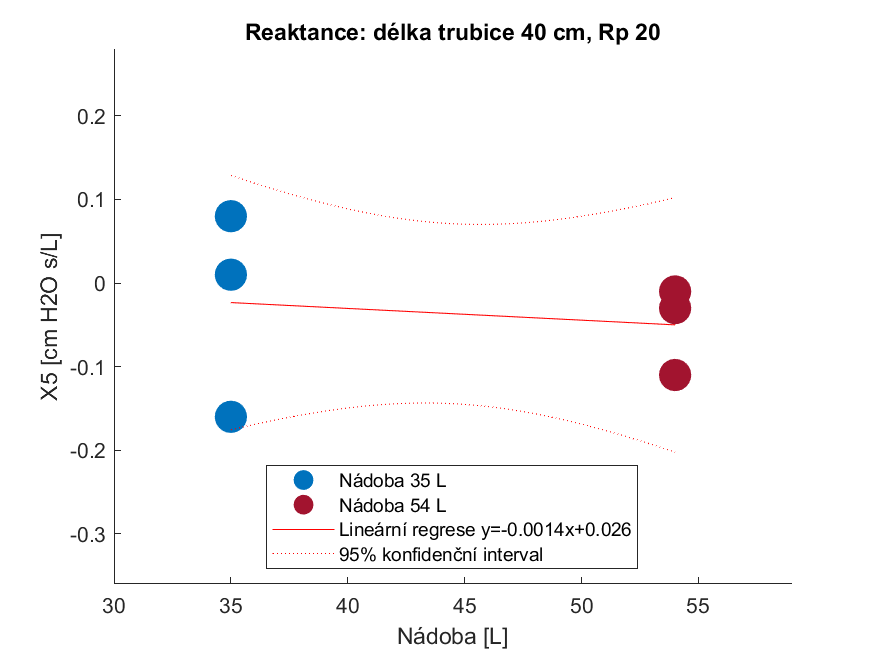 Reaktance: délka trubice 40 cm, Rp 20
X5 [cm H2O s/L]
0.2
0.1
0
-0.1
-0.2
-0.3
Nádoba 35 L
Nádoba 54 L
Lineární regrese y=-0.0014x+0.026
95% konfidenční interval
30 35 40 45 50 55
Nádoba [L]